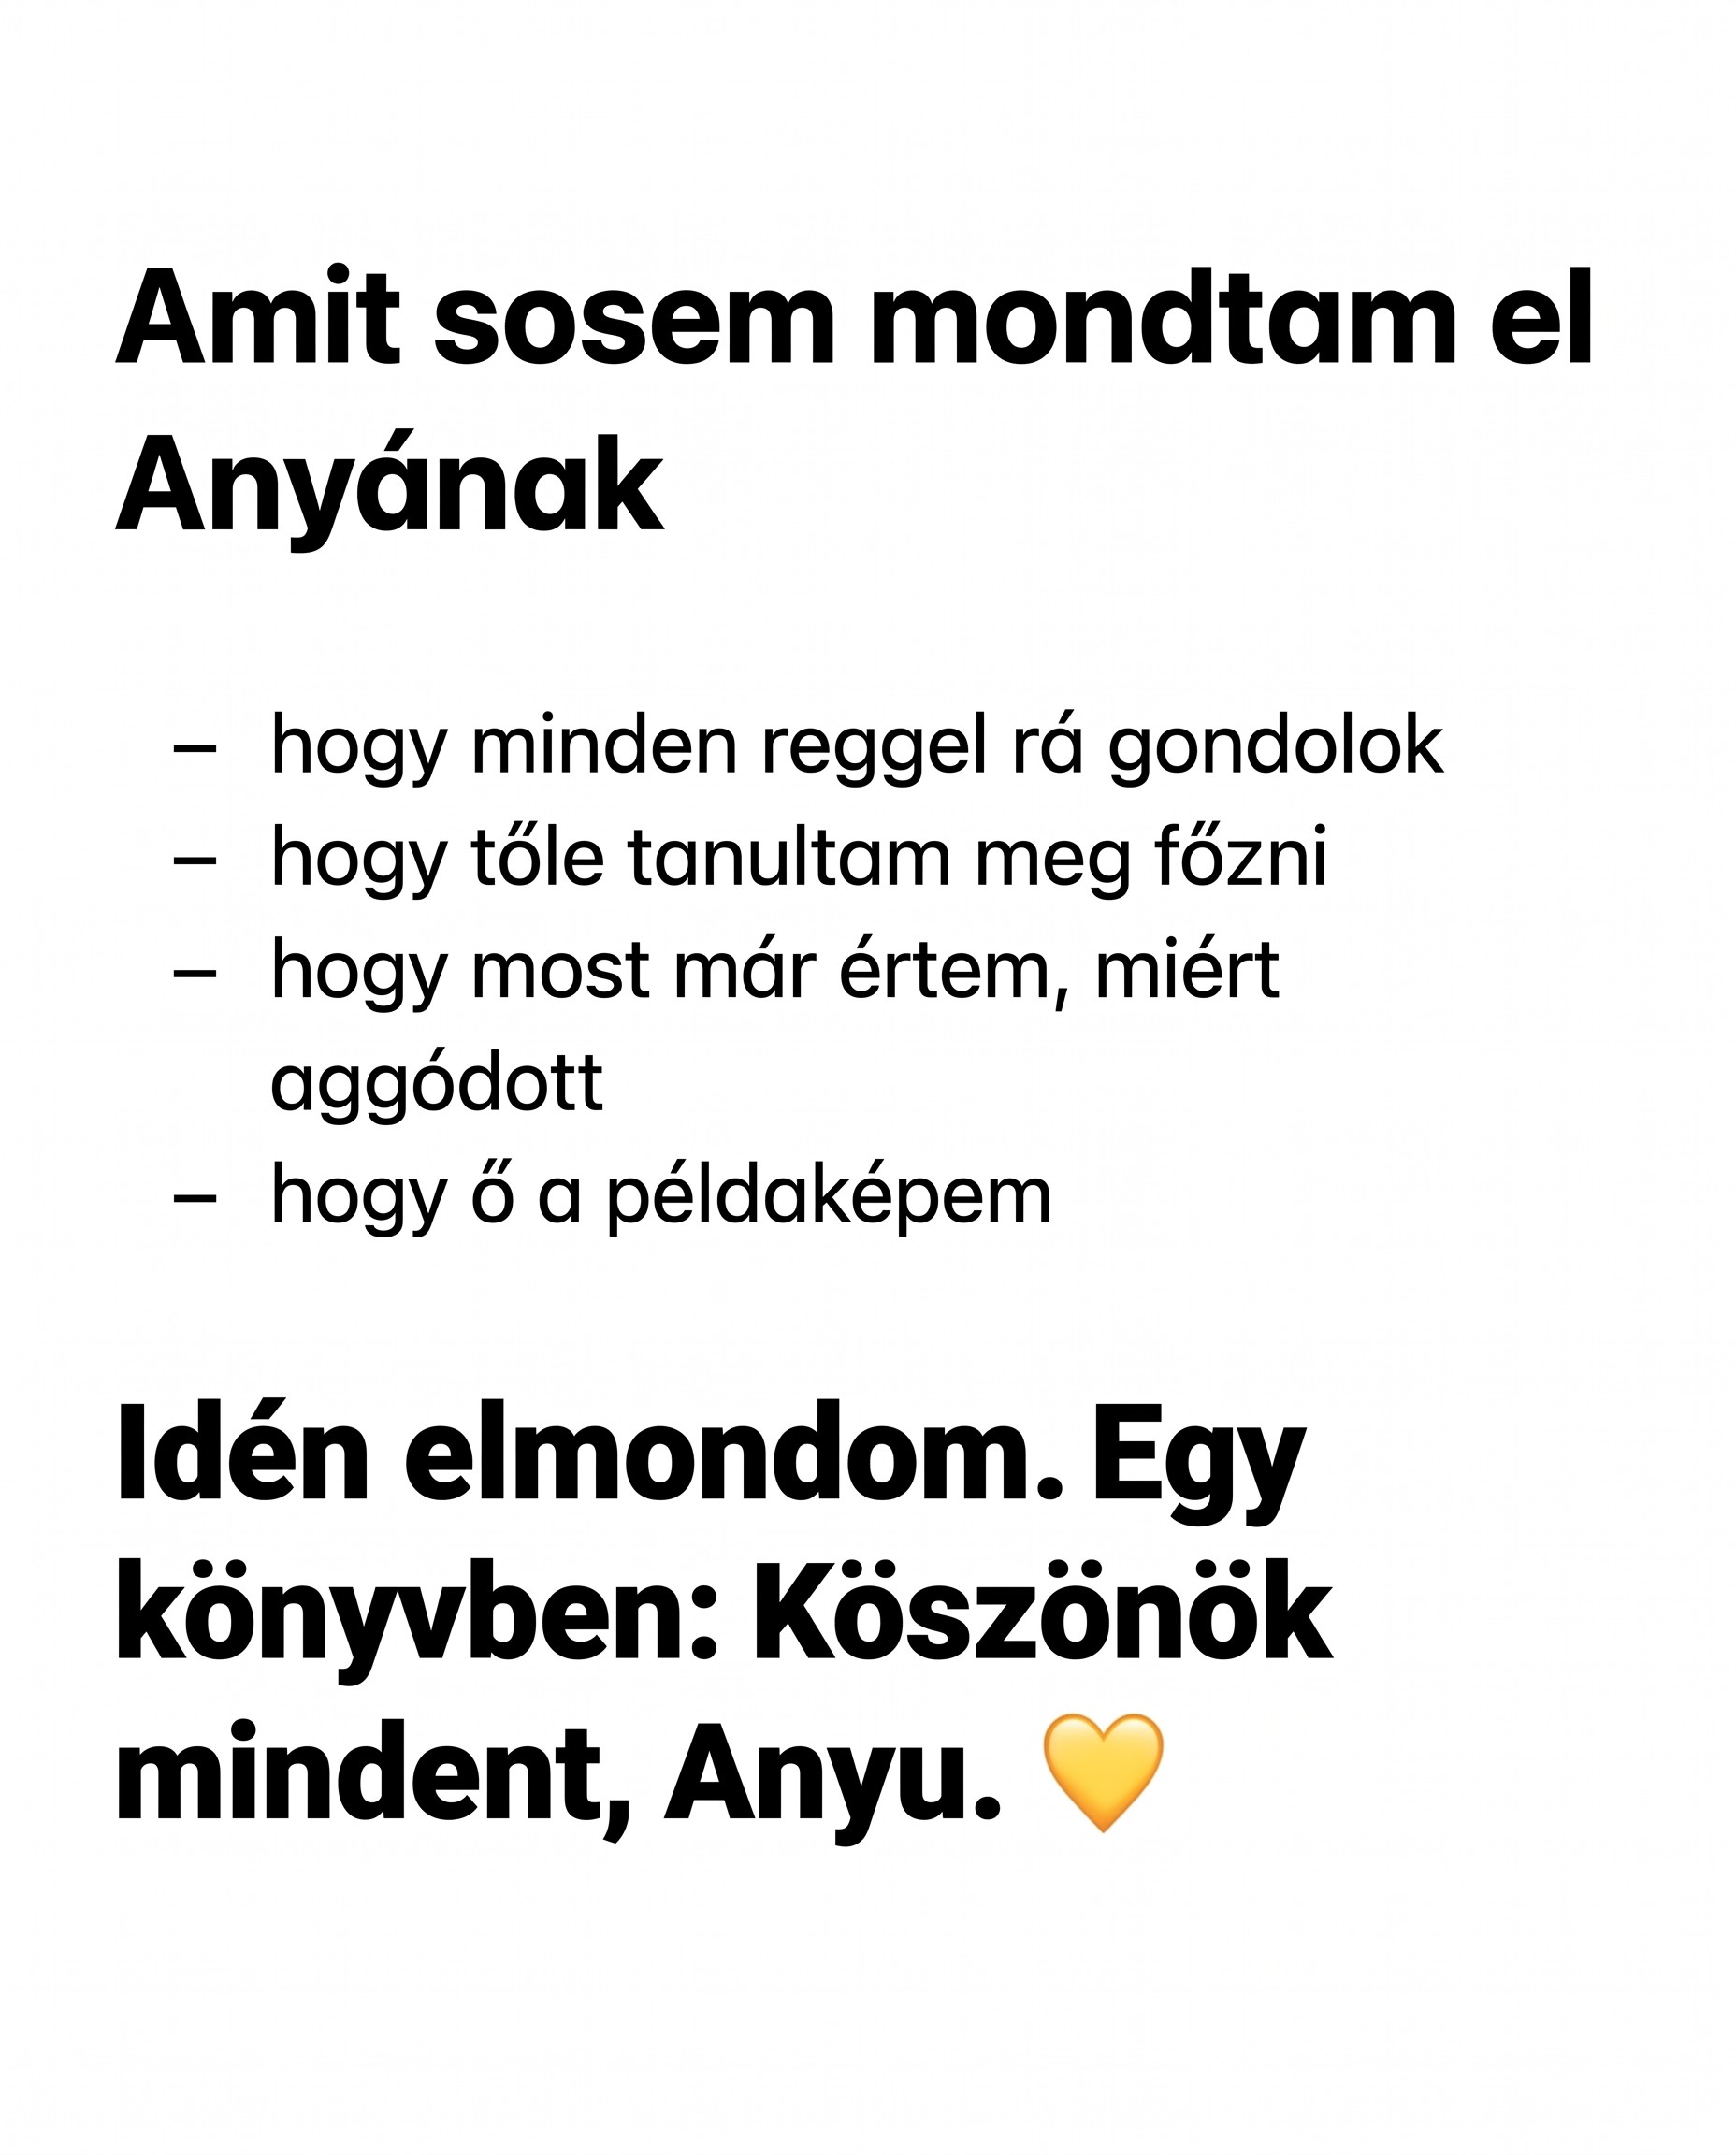 Amit sosem mondtam el
Anyának
– hogy minden reggel rá gondolok
– hogy tőle tanultam meg főzni
– hogy most már értem, miért
aggódott
– hogy ő a példaképem
Idén elmondom. Egy
könyvben: Köszönök
mindent, Anyu. 💛